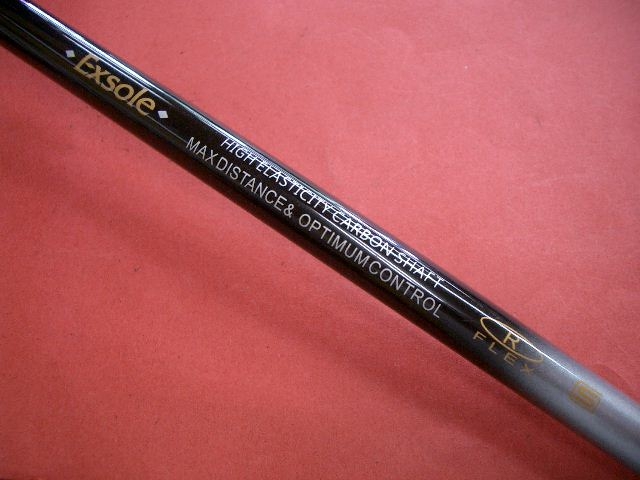 Exsole
HIGH ELASTICITY CARBON SHAFT
MAX DISTANCE & OPTIMUM CONTROL
R
FLEX